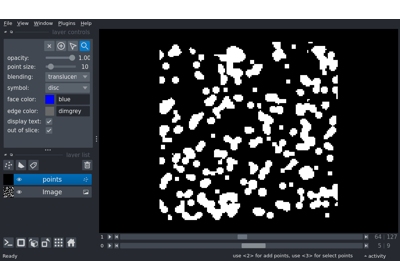 File View Window Plugins Help
layer controls
opacity: 1.00
point size: 10
blending: translucen
symbol: disc
face color: blue
edge color: dimgrey
display text:
out of slice:
layer list
points
Image
1 64 127
0 5 9
Ready use <2> for add points, use <3> for select points activity